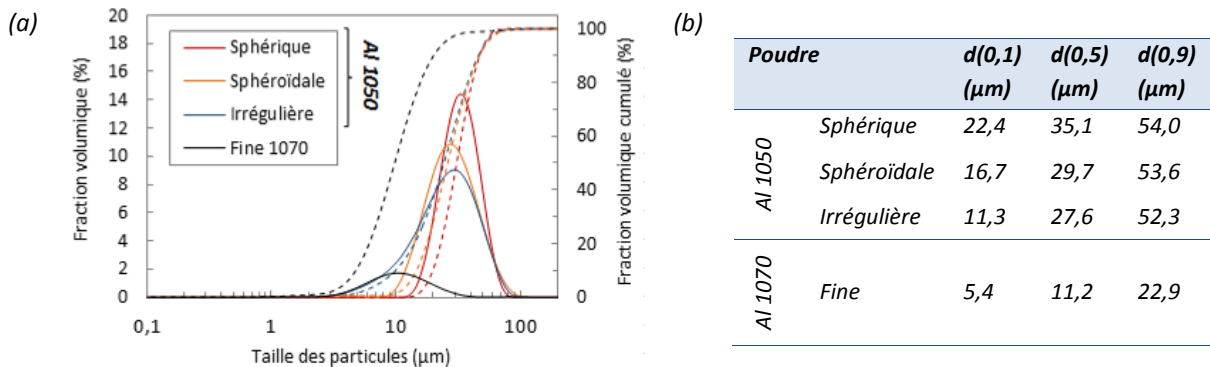 (a)
20
18
16
14
12
10
8
6
4
2
0
Fraction volumique (%)
Sphérique
Sphéroïdale
Irrégulière
Fine 1070
Al 1050
100
80
60
40
20
0
Fraction volumique cumulé (%)
0,1 1 10 100
Taille des particules (µm)
(b)
Poudre d(0,1) d(0,5) d(0,9)
(µm) (µm) (µm)
Al 1050
Sphérique 22,4 35,1 54,0
Sphéroïdale 16,7 29,7 53,6
Irrégulière 11,3 27,6 52,3
Al 1070
Fine 5,4 11,2 22,9